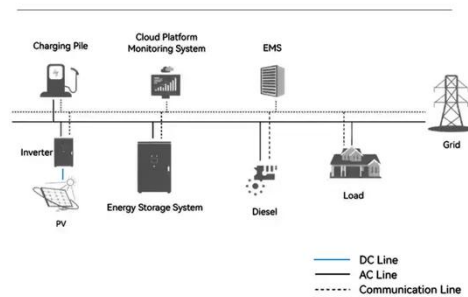 Charging Pile
Cloud Platform
Monitoring System
EMS
Grid
Inverter
PV
Energy Storage System
Diesel
Load
DC Line
AC Line
Communication Line